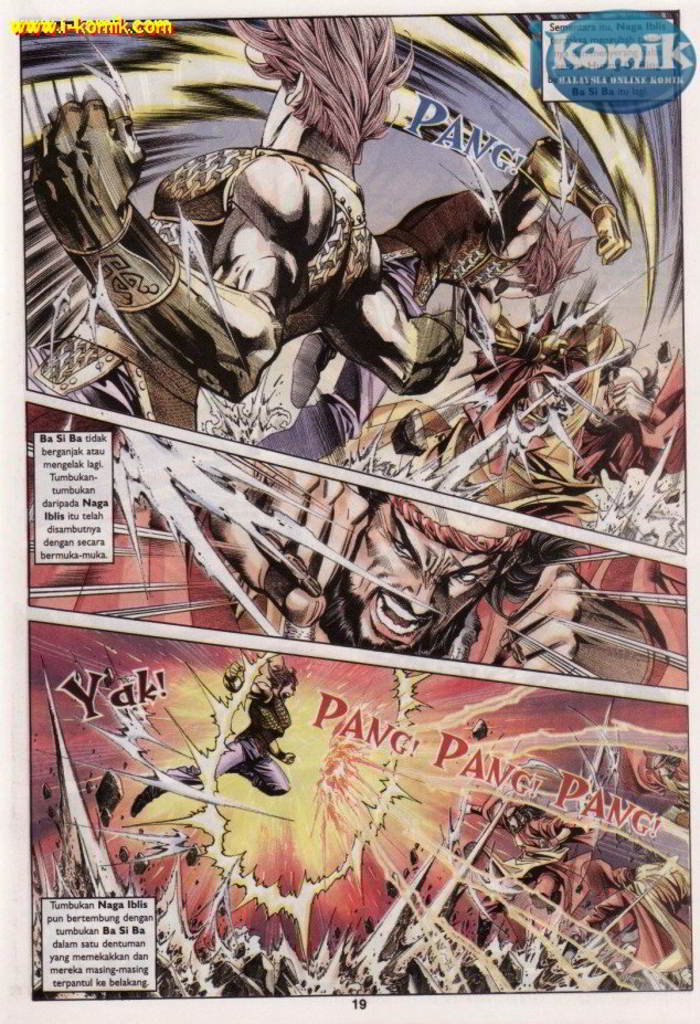 www.i-komik.com
Sementara itu, Naga Iblis
komik
MALAYSIA ONLINE KOMIK
Ba Si Ba itu lagi.
PANG!
Ba Si Ba tidak
berganjak atau
mengelak lagi.
Tumbukan-
tumbukan
daripada Naga
Iblis itu telah
disambutnya
dengan secara
bermuka-muka.
Yak!
PANG! PANG! PANG!
Tumbukan Naga Iblis
pun bertembung dengan
tumbukan Ba Si Ba
dalam satu dentuman
yang memekakkan dan
mereka masing-masing
terpantul ke belakang.
19